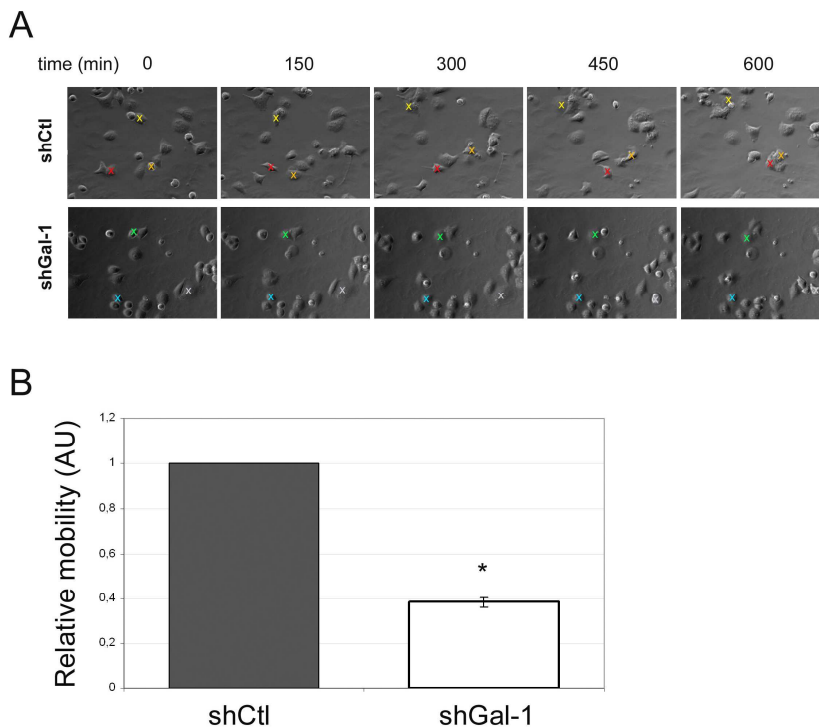 A
time (min) 0 150 300 450 600
shCtl
x x x x x x x x x x x x x x x
shGal-1
x x x x x x x x x x x x x x x
B
Relative mobility (AU)
1,2
1
0,8
0,6
0,4
0,2
0
*
shCtl shGal-1